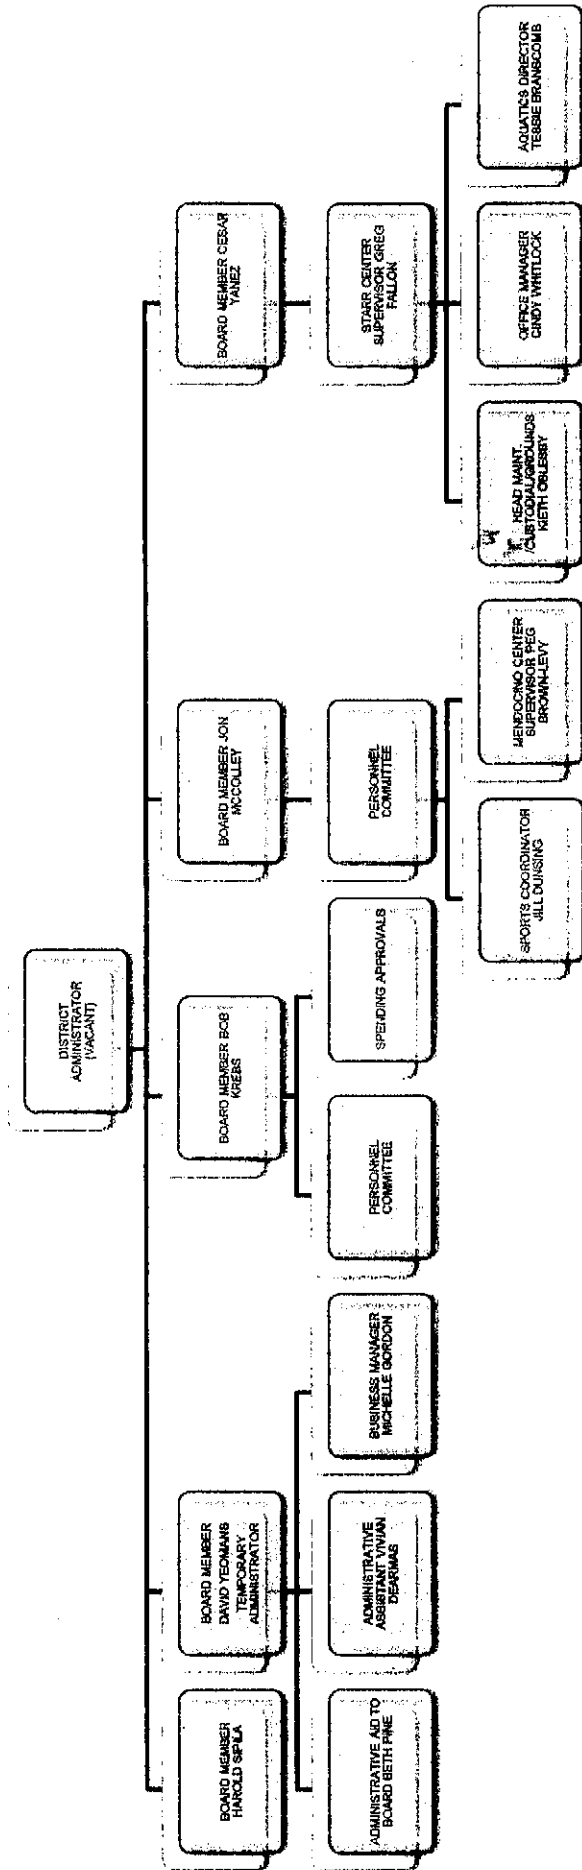 DISTRICT
ADMINISTRATOR
(VACANT)
BOARD MEMBER
HAROLD SIPILA
BOARD MEMBER
DAVID YEOMANS
TEMPORARY
ADMINISTRATOR
BOARD MEMBER BOB
KREBS
BOARD MEMBER JON
MCCOLLEY
BOARD MEMBER CESAR
YANEZ
ADMINISTRATIVE AID TO
BOARD BETH PINE
ADMINISTRATIVE
ASSISTANT VIVIAN
DEARMAS
BUSINESS MANAGER
MICHELLE GORDON
PERSONNEL
COMMITTEE
SPENDING APPROVALS
PERSONNEL
COMMITTEE
STARR CENTER
SUPERVISOR GREG
FALLON
SPORTS COORDINATOR
JILL DUNSING
MENDOCINO CENTER
SUPERVISOR PEG
BROWN-LEVY
HEAD MAINT.
/CUSTODIAL/GROUNDS
KIETH OGLESBY
OFFICE MANAGER
CINDY WHITLOCK
AQUATICS DIRECTOR
TESSIE BRANSCOMB